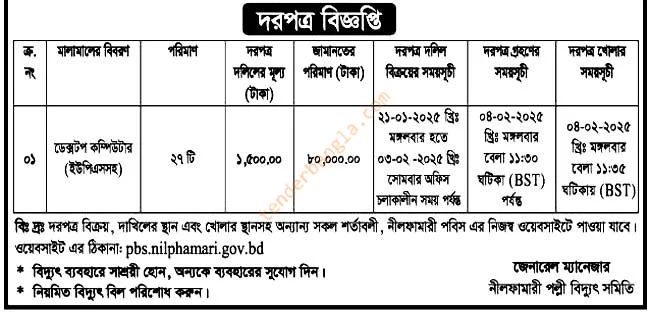 দরপত্র বিজ্ঞপ্তি
ক্র. নং | মালামালের বিবরণ | পরিমাণ | দরপত্র দলিলের মূল্য (টাকা) | জামানতের পরিমাণ (টাকা) | দরপত্র দলিল বিক্রয়ের সময়সূচী | দরপত্র গ্রহণের সময়সূচী | দরপত্র খোলার সময়সূচী
০১ | ডেক্সটপ কম্পিউটার (ইউপিএসসহ) | ২৭ টি | ১,৫০০.০০ | ৮০,০০০.০০ | ২১-০১-২০২৫ খ্রিঃ মঙ্গলবার হতে ০৩-০২ -২০২৫ খ্রিঃ সোমবার অফিস চলাকালীন সময় পর্যন্ত | ০৪-০২-২০২৫ খ্রিঃ মঙ্গলবার বেলা ১১:৩০ ঘটিকা (BST) পর্যন্ত | ০৪-০২-২০২৫ খ্রিঃ মঙ্গলবার বেলা ১১:৩৫ ঘটিকায় (BST)
বিঃ দ্রঃ দরপত্র বিক্রয়, দাখিলের স্থান এবং খোলার স্থানসহ অন্যান্য সকল শর্তাবলী, নীলফামারী পবিস এর নিজস্ব ওয়েবসাইটে পাওয়া যাবে।
ওয়েবসাইট এর ঠিকানা: pbs.nilphamari.gov.bd
* বিদ্যুৎ ব্যবহারে সাশ্রয়ী হোন, অন্যকে ব্যবহারের সুযোগ দিন।
* নিয়মিত বিদ্যুৎ বিল পরিশোধ করুন।
জেনারেল ম্যানেজার
নীলফামারী পল্লী বিদ্যুৎ সমিতি
tenderbangla.com